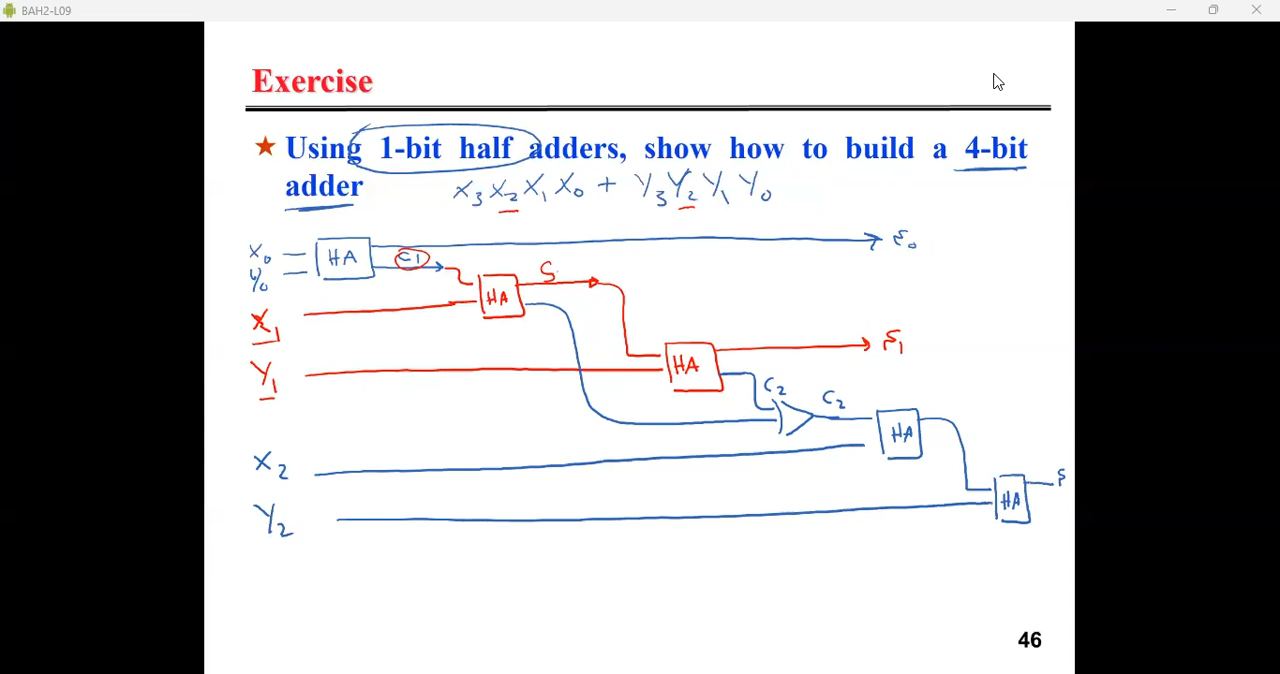 BAH2-L09
Exercise
★ Using 1-bit half adders, show how to build a 4-bit
adder
X3 X2 X1 X0 + Y3 Y2 Y1 Y0
X0
Y0
HA
C1
S0
X1
HA
S
Y1
HA
S1
C2
C2
HA
X2
HA
S
Y2
46